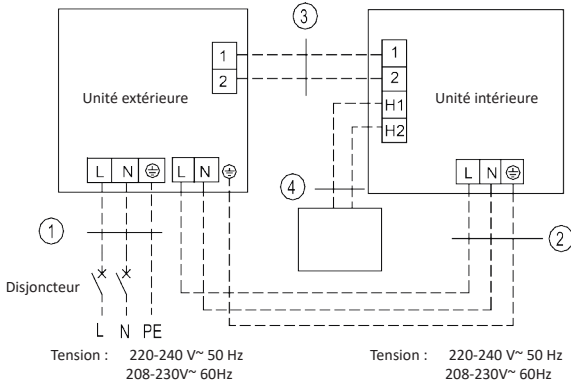 3
1
2
1
2
H1
H2
Unité extérieure
Unité intérieure
L N
L N
L N
4
1
2
Disjoncteur
L N PE
Tension : 220-240 V~ 50 Hz
208-230V~ 60Hz
Tension : 220-240 V~ 50 Hz
208-230V~ 60Hz